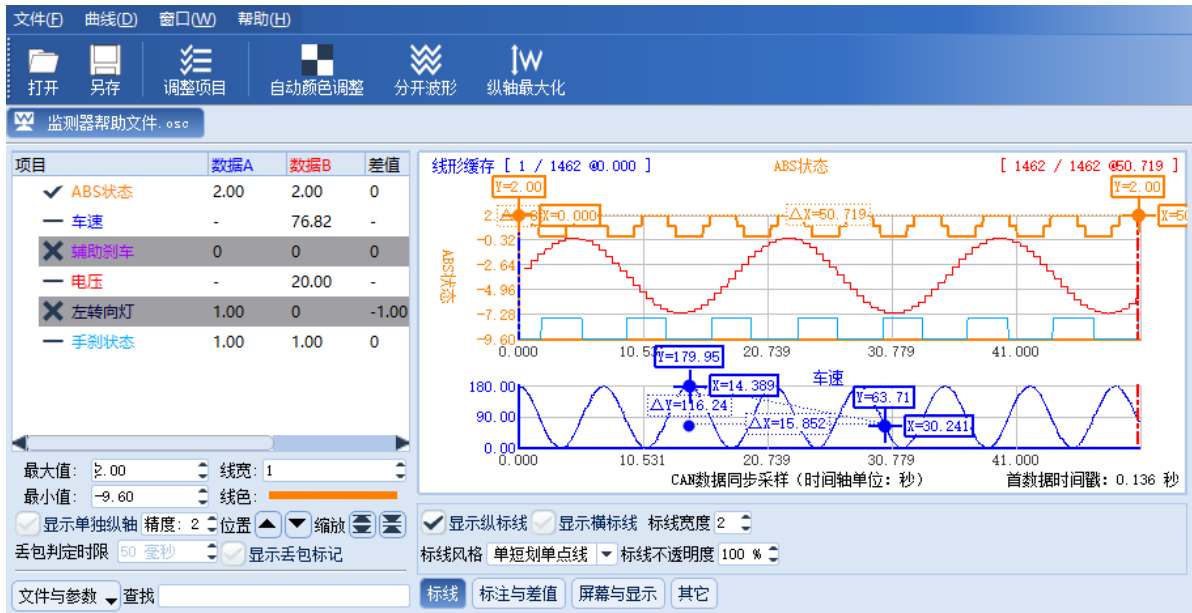 文件(F) 曲线(D) 窗口(W) 帮助(H)
打开 另存 调整项目 自动颜色调整 分开波形 纵轴最大化
监测器帮助文件.osc
项目 数据A 数据B 差值
ABS状态 2.00 2.00 0
车速 - 76.82 -
辅助刹车 0 0 0
电压 - 20.00 -
左转向灯 1.00 0 -1.00
手刹状态 1.00 1.00 0
最大值: 2.00 线宽: 1
最小值: -9.60 线色:
显示单独纵轴 精度: 2 位置 缩放
丢包判定时限 50 毫秒 显示丢包标记
文件与参数 查找
线形缓存 [ 1 / 1462 @0.000 ] ABS状态 [ 1462 / 1462 @50.719 ]
Y=2.00 Y=2.00
X=0.000 △X=50.719
-0.32
-2.64
-4.96
-7.28
-9.60
ABS状态
0.000 20.739 30.779 41.000
Y=179.95 车速
180.00 X=14.389
△Y=116.24 Y=63.71
90.00 △X=15.852 X=30.241
0.00
0.000 10.531 20.739 30.779 41.000
CAN数据同步采样 (时间轴单位: 秒) 首数据时间戳: 0.136 秒
显示纵标线 显示横标线 标线宽度 2
标线风格 单短划单点线 标线不透明度 100 %
标线 标注与差值 屏幕与显示 其它